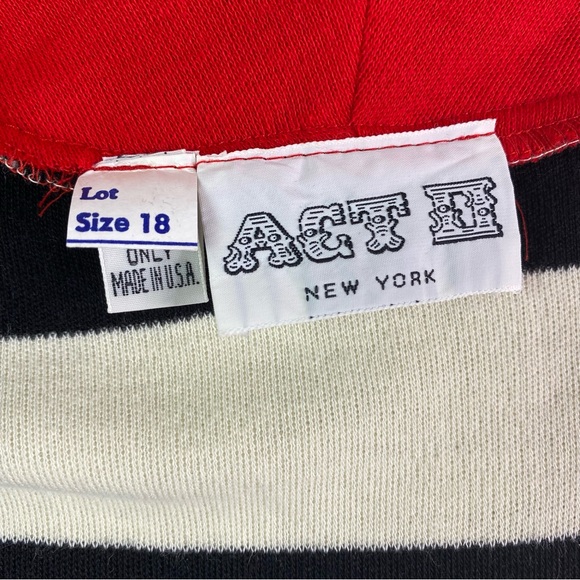 Lot
Size 18
ONLY
MADE IN U.S.A.
ACT II
NEW YORK